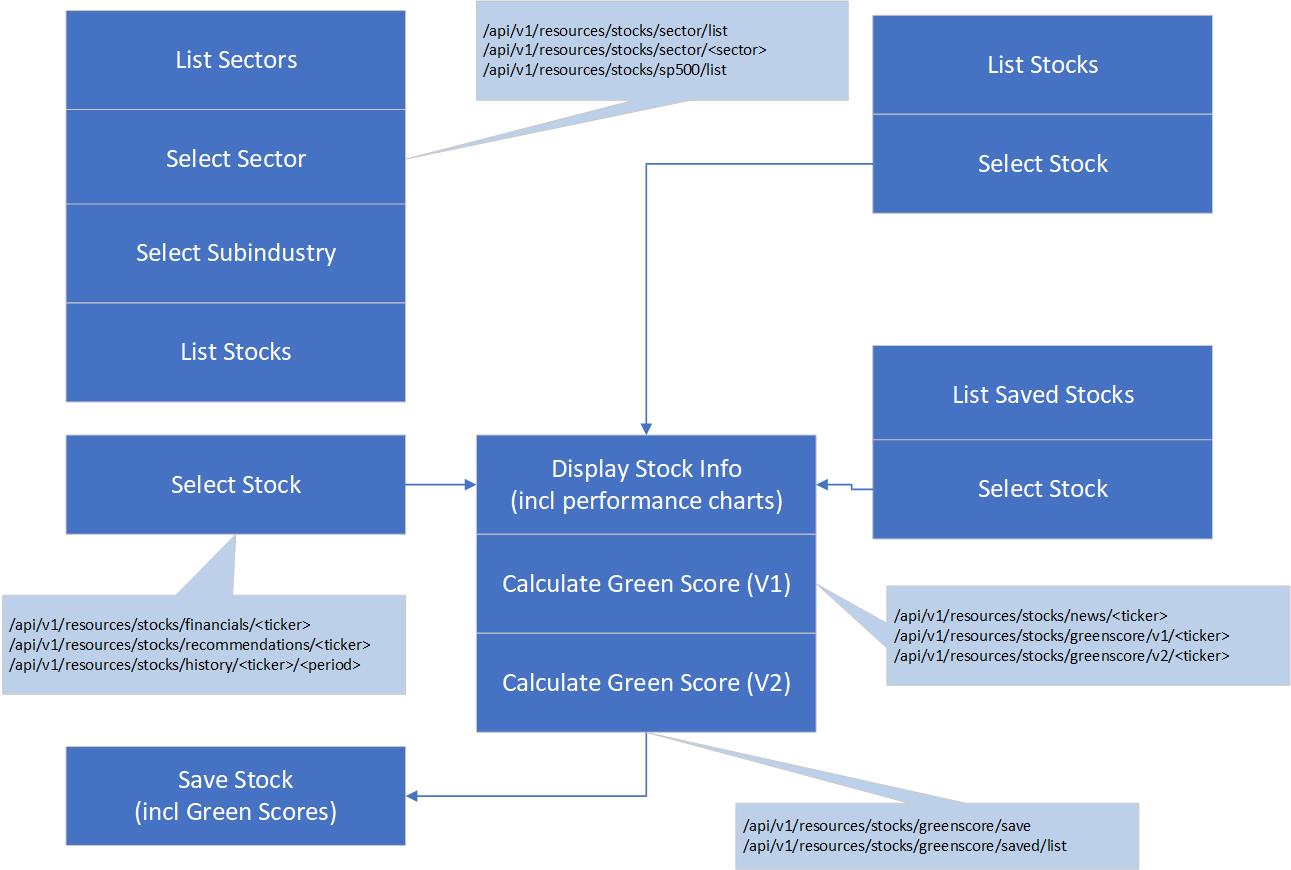 List Sectors
Select Sector
Select Subindustry
List Stocks
/api/v1/resources/stocks/sector/list
/api/v1/resources/stocks/sector/<sector>
/api/v1/resources/stocks/sp500/list
List Stocks
Select Stock
List Saved Stocks
Select Stock
Select Stock
Display Stock Info
(incl performance charts)
Calculate Green Score (V1)
Calculate Green Score (V2)
/api/v1/resources/stocks/financials/<ticker>
/api/v1/resources/stocks/recommendations/<ticker>
/api/v1/resources/stocks/history/<ticker>/<period>
/api/v1/resources/stocks/news/<ticker>
/api/v1/resources/stocks/greenscore/v1/<ticker>
/api/v1/resources/stocks/greenscore/v2/<ticker>
Save Stock
(incl Green Scores)
/api/v1/resources/stocks/greenscore/save
/api/v1/resources/stocks/greenscore/saved/list